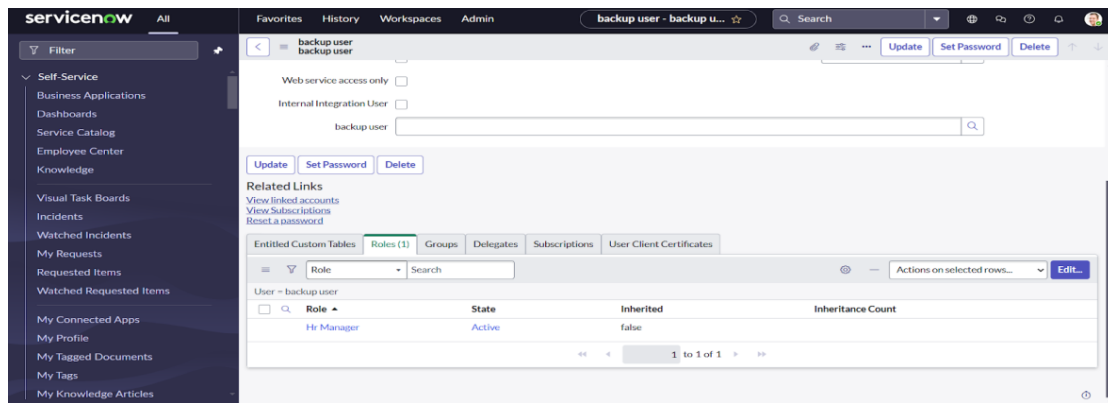 servicenow All Favorites History Workspaces Admin backup user - backup u... Search
Filter
backup user
backup user
Update Set Password Delete
Self-Service
Business Applications
Dashboards
Service Catalog
Employee Center
Knowledge
Visual Task Boards
Incidents
Watched Incidents
My Requests
Requested Items
Watched Requested Items
My Connected Apps
My Profile
My Tagged Documents
My Tags
My Knowledge Articles
Web service access only
Internal Integration User
backup user
Update Set Password Delete
Related Links
View linked accounts
View Subscriptions
Reset a password
Entitled Custom Tables Roles (1) Groups Delegates Subscriptions User Client Certificates
Role Search Actions on selected rows... Edit...
User = backup user
Role State Inherited Inheritance Count
Hr Manager Active false
1 to 1 of 1